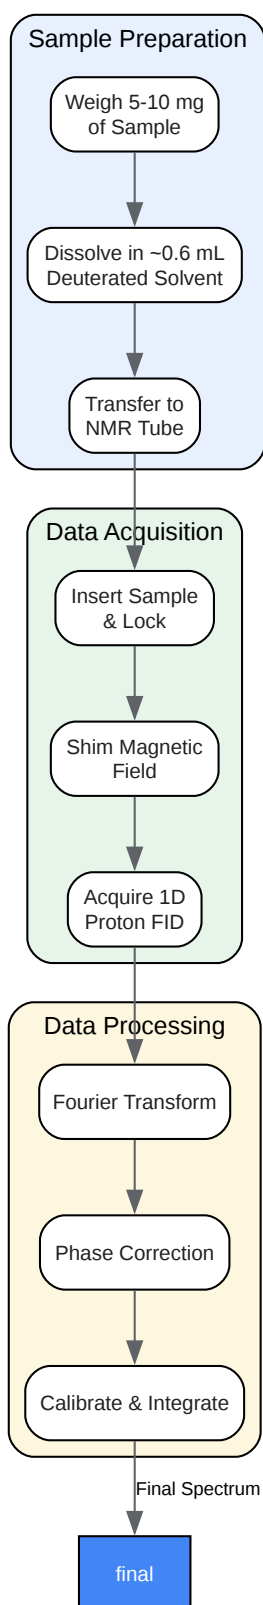 Sample Preparation
Weigh 5-10 mg
of Sample
Dissolve in ~0.6 mL
Deuterated Solvent
Transfer to
NMR Tube
Data Acquisition
Insert Sample
& Lock
Shim Magnetic
Field
Acquire 1D
Proton FID
Data Processing
Fourier Transform
Phase Correction
Calibrate & Integrate
Final Spectrum
final